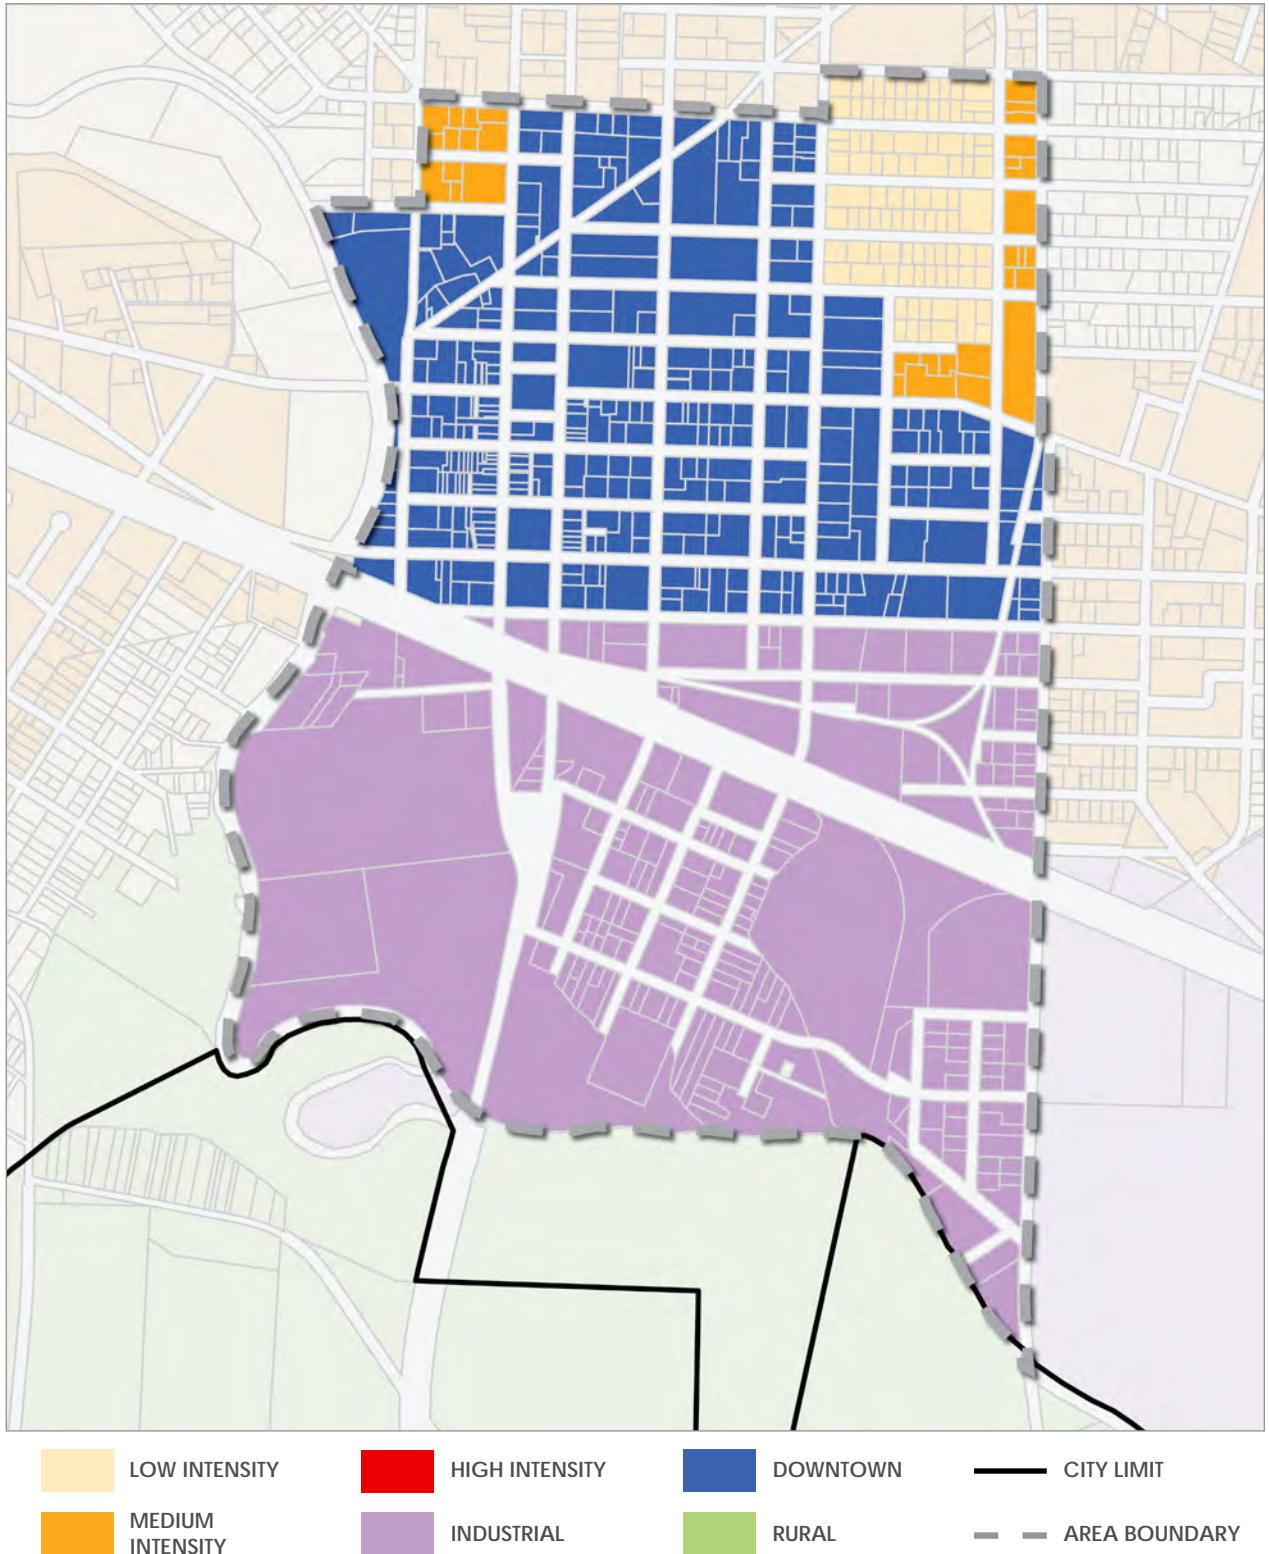 LOW INTENSITY
HIGH INTENSITY
DOWNTOWN
CITY LIMIT
MEDIUM
INTENSITY
INDUSTRIAL
RURAL
AREA BOUNDARY